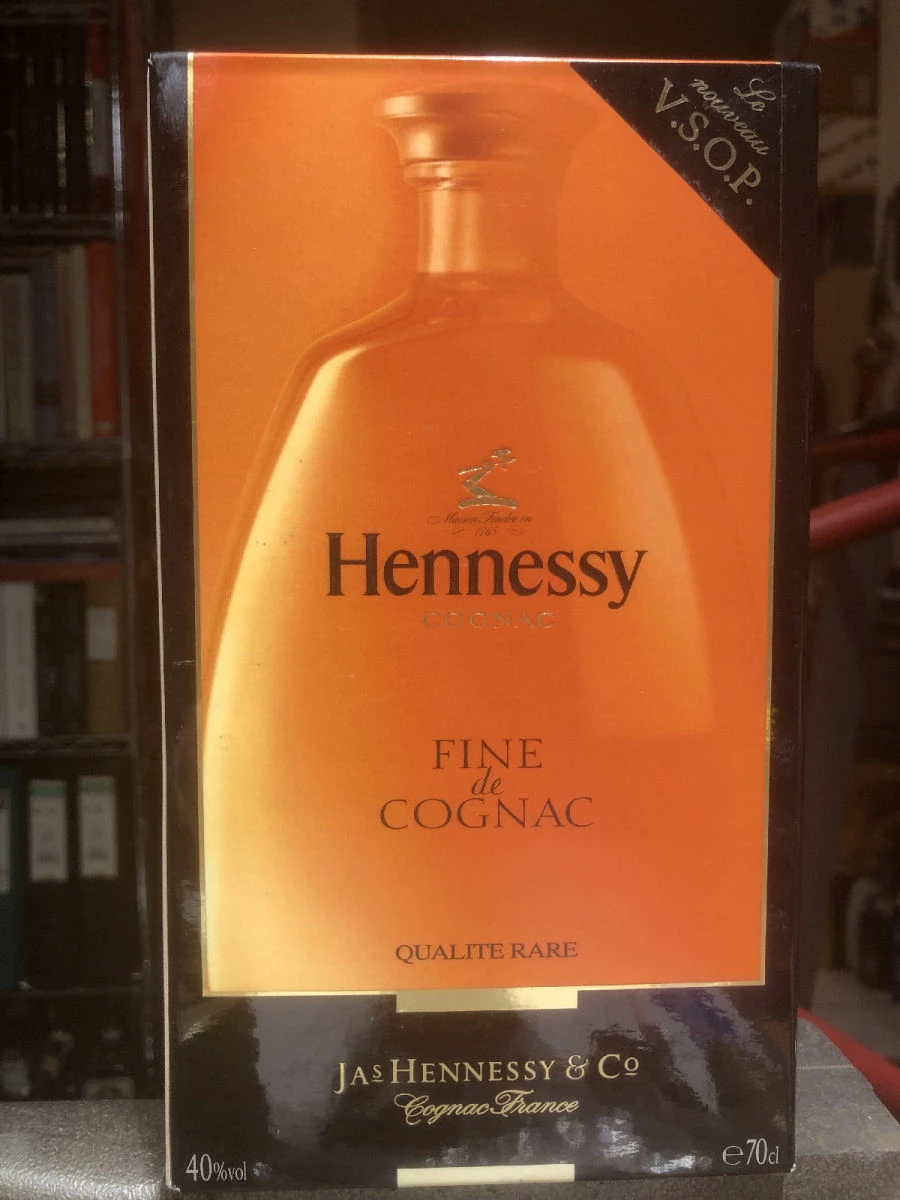 Le
nouveau
V.S.O.P.
Maison Fondée en
1765
Hennessy
COGNAC
FINE
de
COGNAC
QUALITE RARE
JAS HENNESSY & Cº
Cognac France
40%vol
℮70cl